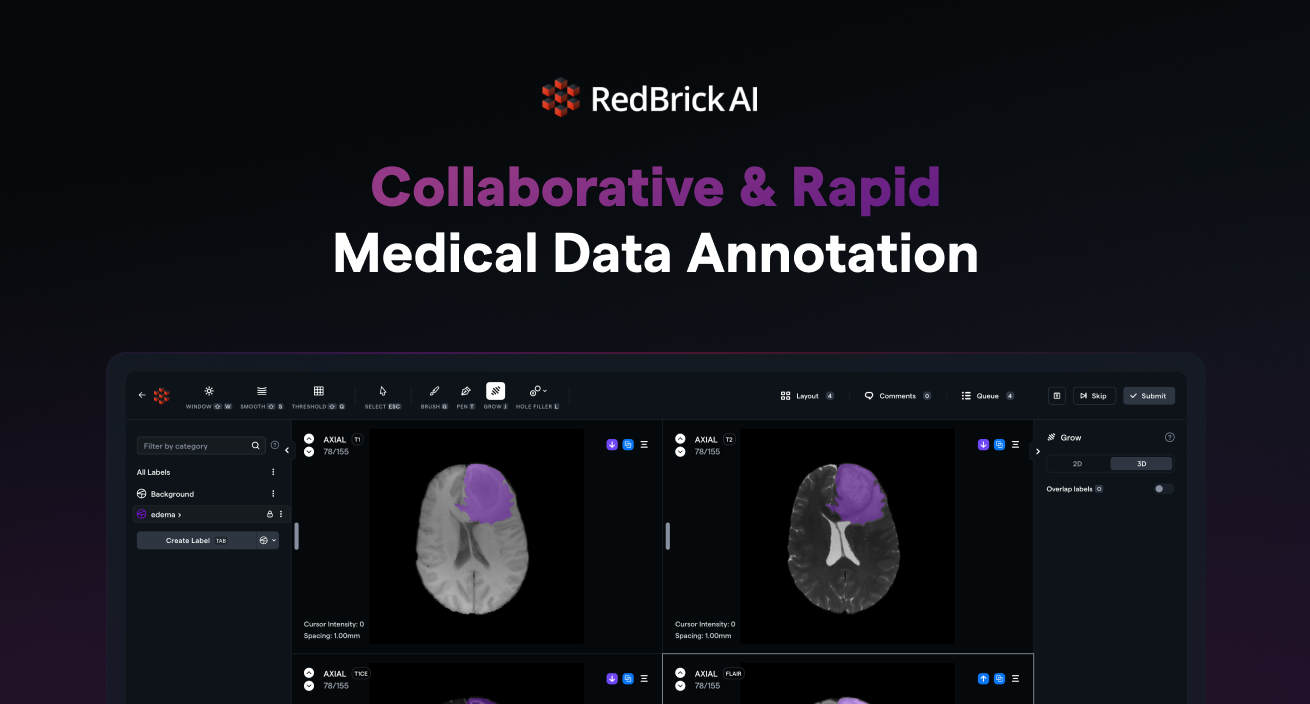 RedBrick AI
Collaborative & Rapid
Medical Data Annotation
WINDOW W
SMOOTH S
THRESHOLD Q
SELECT ESC
BRUSH G
PEN T
GROW I
HOLE FILLER L
Layout 4
Comments 0
Queue 4
Skip
Submit
Filter by category
All Labels
Background
edema >
Create Label TAB
AXIAL T1
78/155
Cursor Intensity: 0
Spacing: 1.00mm
AXIAL T2
78/155
Cursor Intensity: 0
Spacing: 1.00mm
AXIAL T1CE
78/155
AXIAL FLAIR
78/155
Grow
2D
3D
Overlap labels O